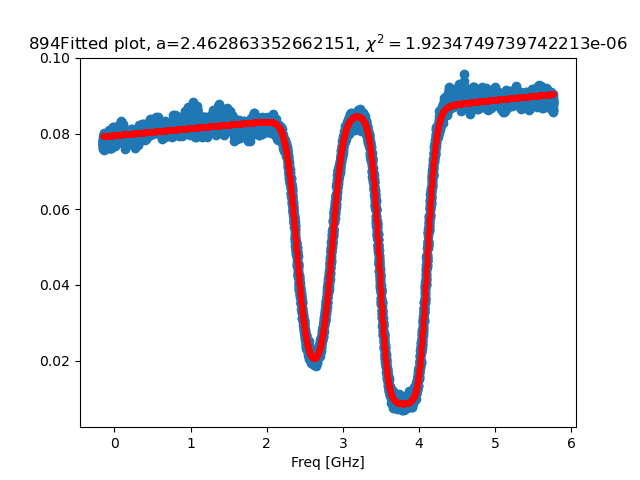 894Fitted plot, a=2.462863352662151, χ² = 1.9234749739742213e-06
0.10
0.08
0.06
0.04
0.02
0 1 2 3 4 5 6
Freq [GHz]